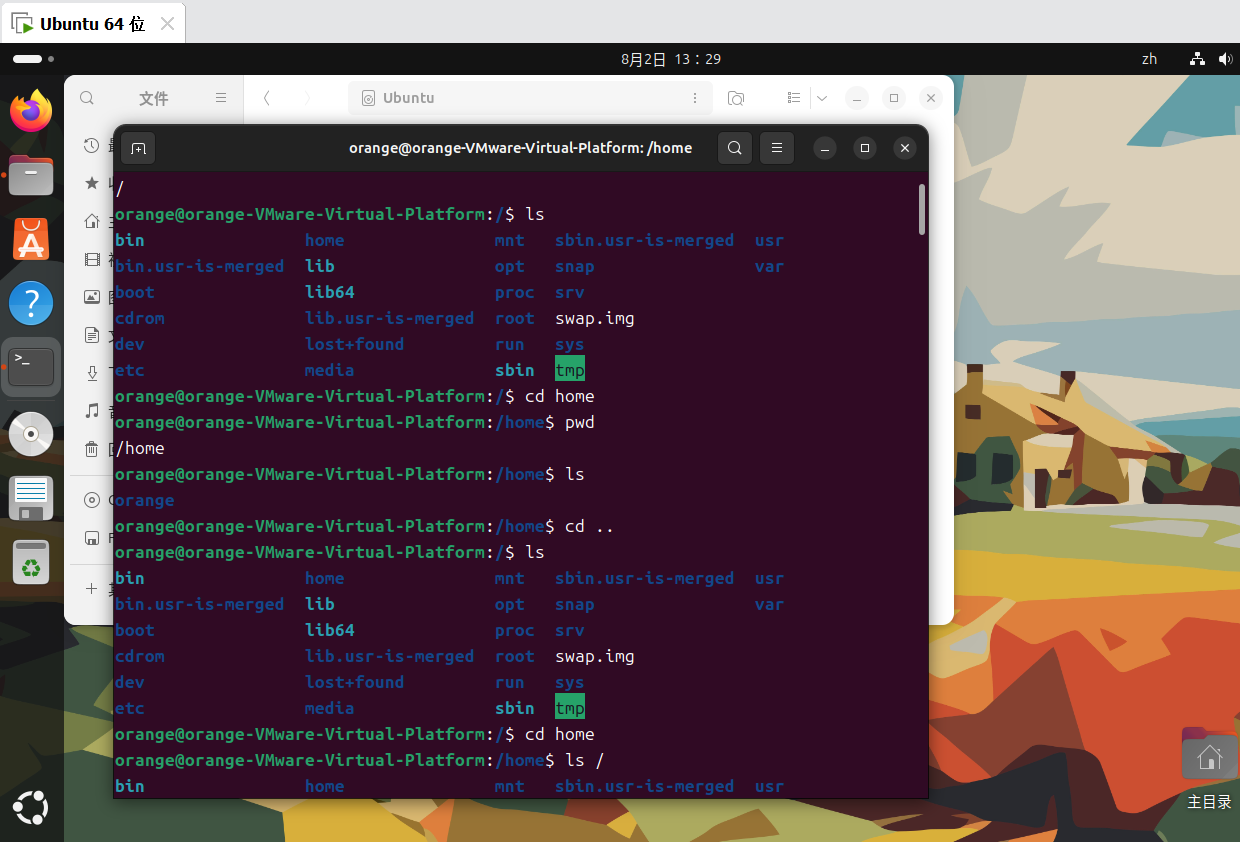 Ubuntu 64 位
8月2日 13：29
zh
文件
Ubuntu
orange@orange-VMware-Virtual-Platform: /home
/
orange@orange-VMware-Virtual-Platform:/$ ls
bin home mnt sbin.usr-is-merged usr
bin.usr-is-merged lib opt snap var
boot lib64 proc srv
cdrom lib.usr-is-merged root swap.img
dev lost+found run sys
etc media sbin tmp
orange@orange-VMware-Virtual-Platform:/$ cd home
orange@orange-VMware-Virtual-Platform:/home$ pwd
/home
orange@orange-VMware-Virtual-Platform:/home$ ls
orange
orange@orange-VMware-Virtual-Platform:/home$ cd ..
orange@orange-VMware-Virtual-Platform:/$ ls
bin home mnt sbin.usr-is-merged usr
bin.usr-is-merged lib opt snap var
boot lib64 proc srv
cdrom lib.usr-is-merged root swap.img
dev lost+found run sys
etc media sbin tmp
orange@orange-VMware-Virtual-Platform:/$ cd home
orange@orange-VMware-Virtual-Platform:/home$ ls /
bin home mnt sbin.usr-is-merged usr
主目录